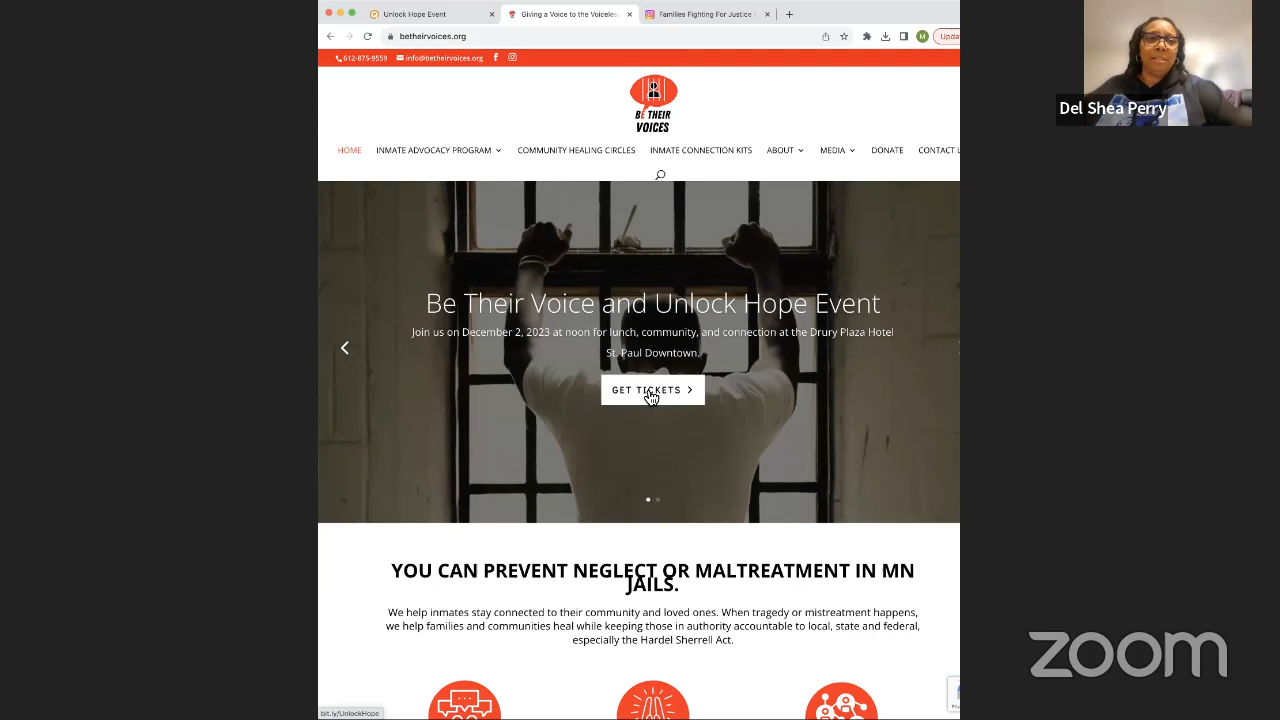 Unlock Hope Event
Giving a Voice to the Voiceles
Families Fighting For Justice
betheirvoices.org
M
Upda
612-875-9559
info@betheirvoices.org
BE THEIR
VOICES
HOME
INMATE ADVOCACY PROGRAM
COMMUNITY HEALING CIRCLES
INMATE CONNECTION KITS
ABOUT
MEDIA
DONATE
CONTACT U
Be Their Voice and Unlock Hope Event
Join us on December 2, 2023 at noon for lunch, community, and connection at the Drury Plaza Hotel
St. Paul Downtown.
GET TICKETS
YOU CAN PREVENT NEGLECT OR MALTREATMENT IN MN
JAILS.
We help inmates stay connected to their community and loved ones. When tragedy or mistreatment happens,
we help families and communities heal while keeping those in authority accountable to local, state and federal,
especially the Hardel Sherrell Act.
bit.ly/UnlockHope
Del Shea Perry
zoom